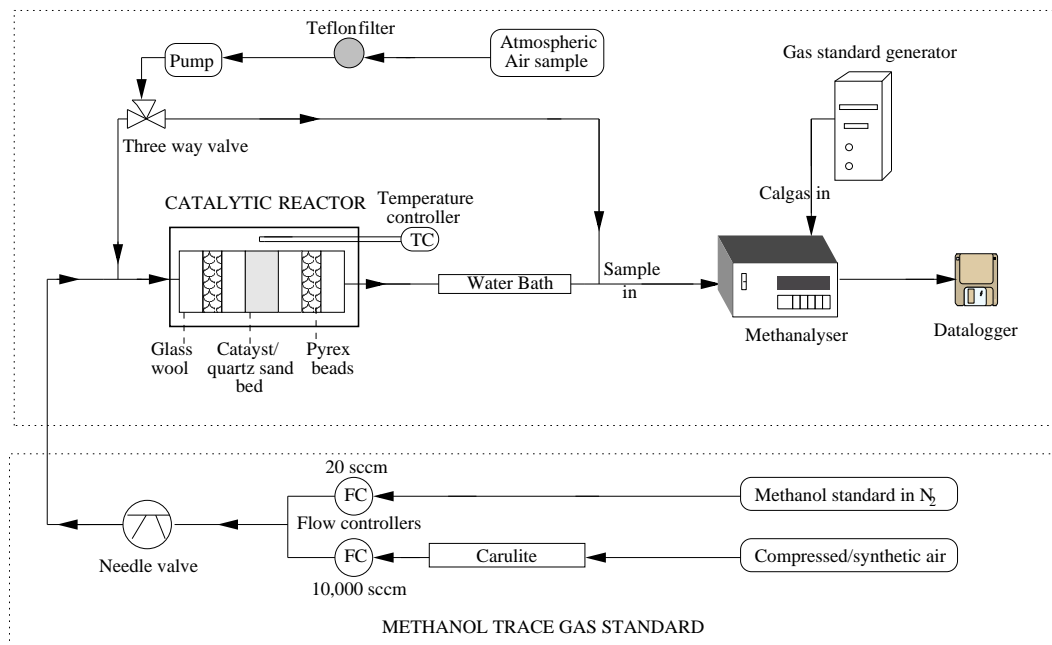 Teflon filter
Pump
Atmospheric
Air sample
Gas standard generator
Three way valve
Calgas in
CATALYTIC REACTOR
Temperature
controller
TC
Water Bath
Sample
in
Methanalyser
Datalogger
Glass
wool
Catayst/
quartz sand
bed
Pyrex
beads
20 sccm
FC
Methanol standard in N2
Flow controllers
Needle valve
FC
Carulite
Compressed/synthetic air
10,000 sccm
METHANOL TRACE GAS STANDARD